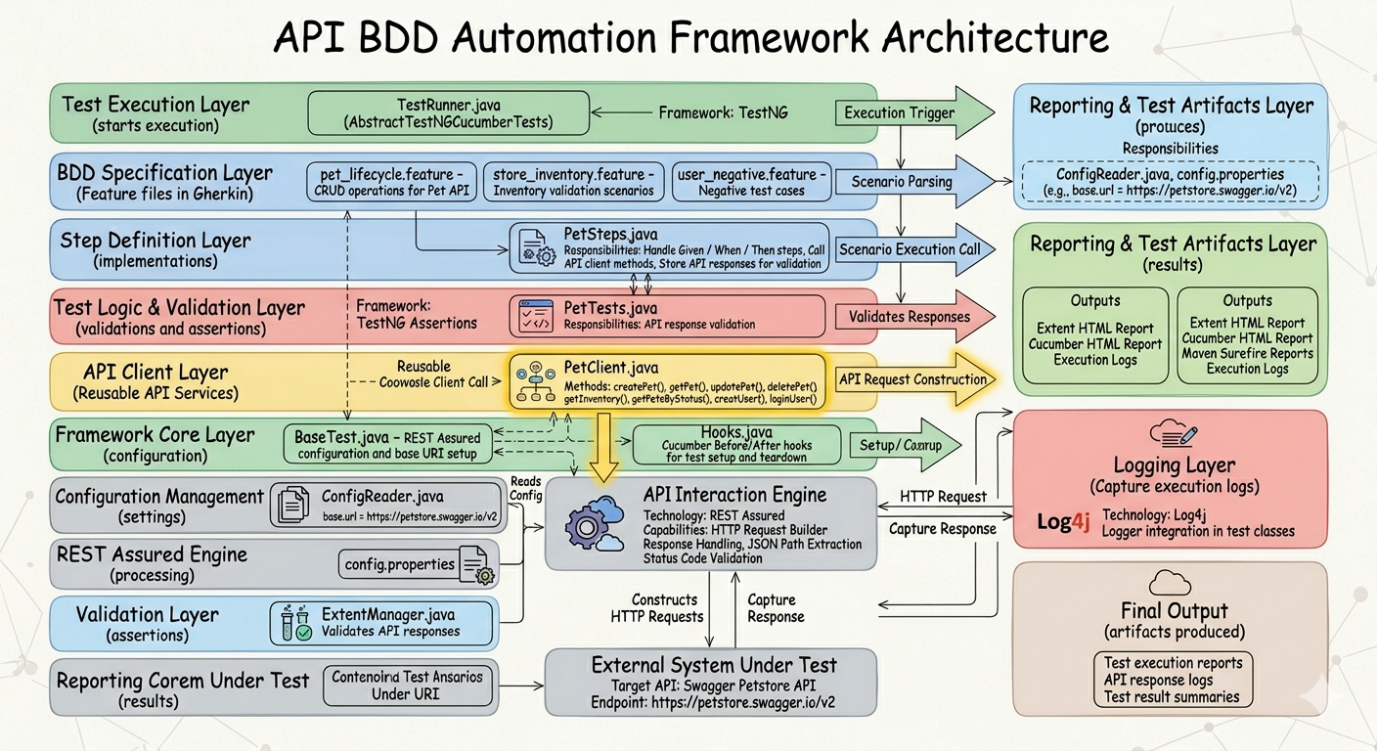 API BDD Automation Framework Architecture
Test Execution Layer
(starts execution)
TestRunner.java
(AbstractTestNGCucumberTests)
Framework: TestNG
Execution Trigger
BDD Specification Layer
(Feature files in Gherkin)
pet_lifecycle.feature –
CRUD operations for Pet API
store_inventory.feature -
Inventory validation scenarios
user_negative.feature -
Negative test cases
Scenario Parsing
Step Definition Layer
(implementations)
PetSteps.java
Responsibilities: Handle Given / When / Then steps, Call
API client methods, Store API responses for validation
Scenario Execution Call
Test Logic & Validation Layer
(validations and assertions)
Framework:
TestNG Assertions
PetTests.java
Responsibilities: API response validation
Validates Responses
API Client Layer
(Reusable API Services)
Reusable
Coowosle Client Call
PetClient.java
Methods: createPet(), getPet(), updatePet(), deletePet()
getInventory(), getPeteByStatus(), creatUser), loginUser()
API Request Construction
Framework Core Layer
(configuration)
BaseTest.java – REST Assured
configuration and base URI setup
Hooks.java
Cucumber Before/After hooks
for test setup and teardown
Setup/
Configuration Management
(settings)
ConfigReader.java
base.url = https://petstore.swagger.io/v2
Reads
Config
REST Assured Engine
(processing)
config.properties
Validation Layer
(assertions)
ExtentManager.java
Validates API responses
Reporting Corem Under Test
(results)
Test
Under URI
API Interaction Engine
Technology: REST Assured
Capabilities: HTTP Request Builder
Response Handling, JSON Path Extraction
Status Code Validation
Constructs
HTTP Requests
Capture
Response
External System Under Test
Target API: Swagger Petstore API
Endpoint: https://petstore.swagger.io/v2
HTTP Request
Capture Response
Reporting & Test Artifacts Layer
Responsibilities
ConfigReader.java, config.properties
(e.g,. base.url = https://petstore.swagger.io/v2)
Reporting & Test Artifacts Layer
(results)
Outputs
Extent HTML Report
Cucumber HTML Report
Execution Logs
Outputs
Extent HTML Report
Cucumber HTML Report
Maven Surefire Reports
Execution Logs
Logging Layer
(Capture execution logs)
Log4j
Technology: Log4j
Logger integration in test classes
Final Output
(artifacts produced)
Test execution reports
API response logs
Test result summaries